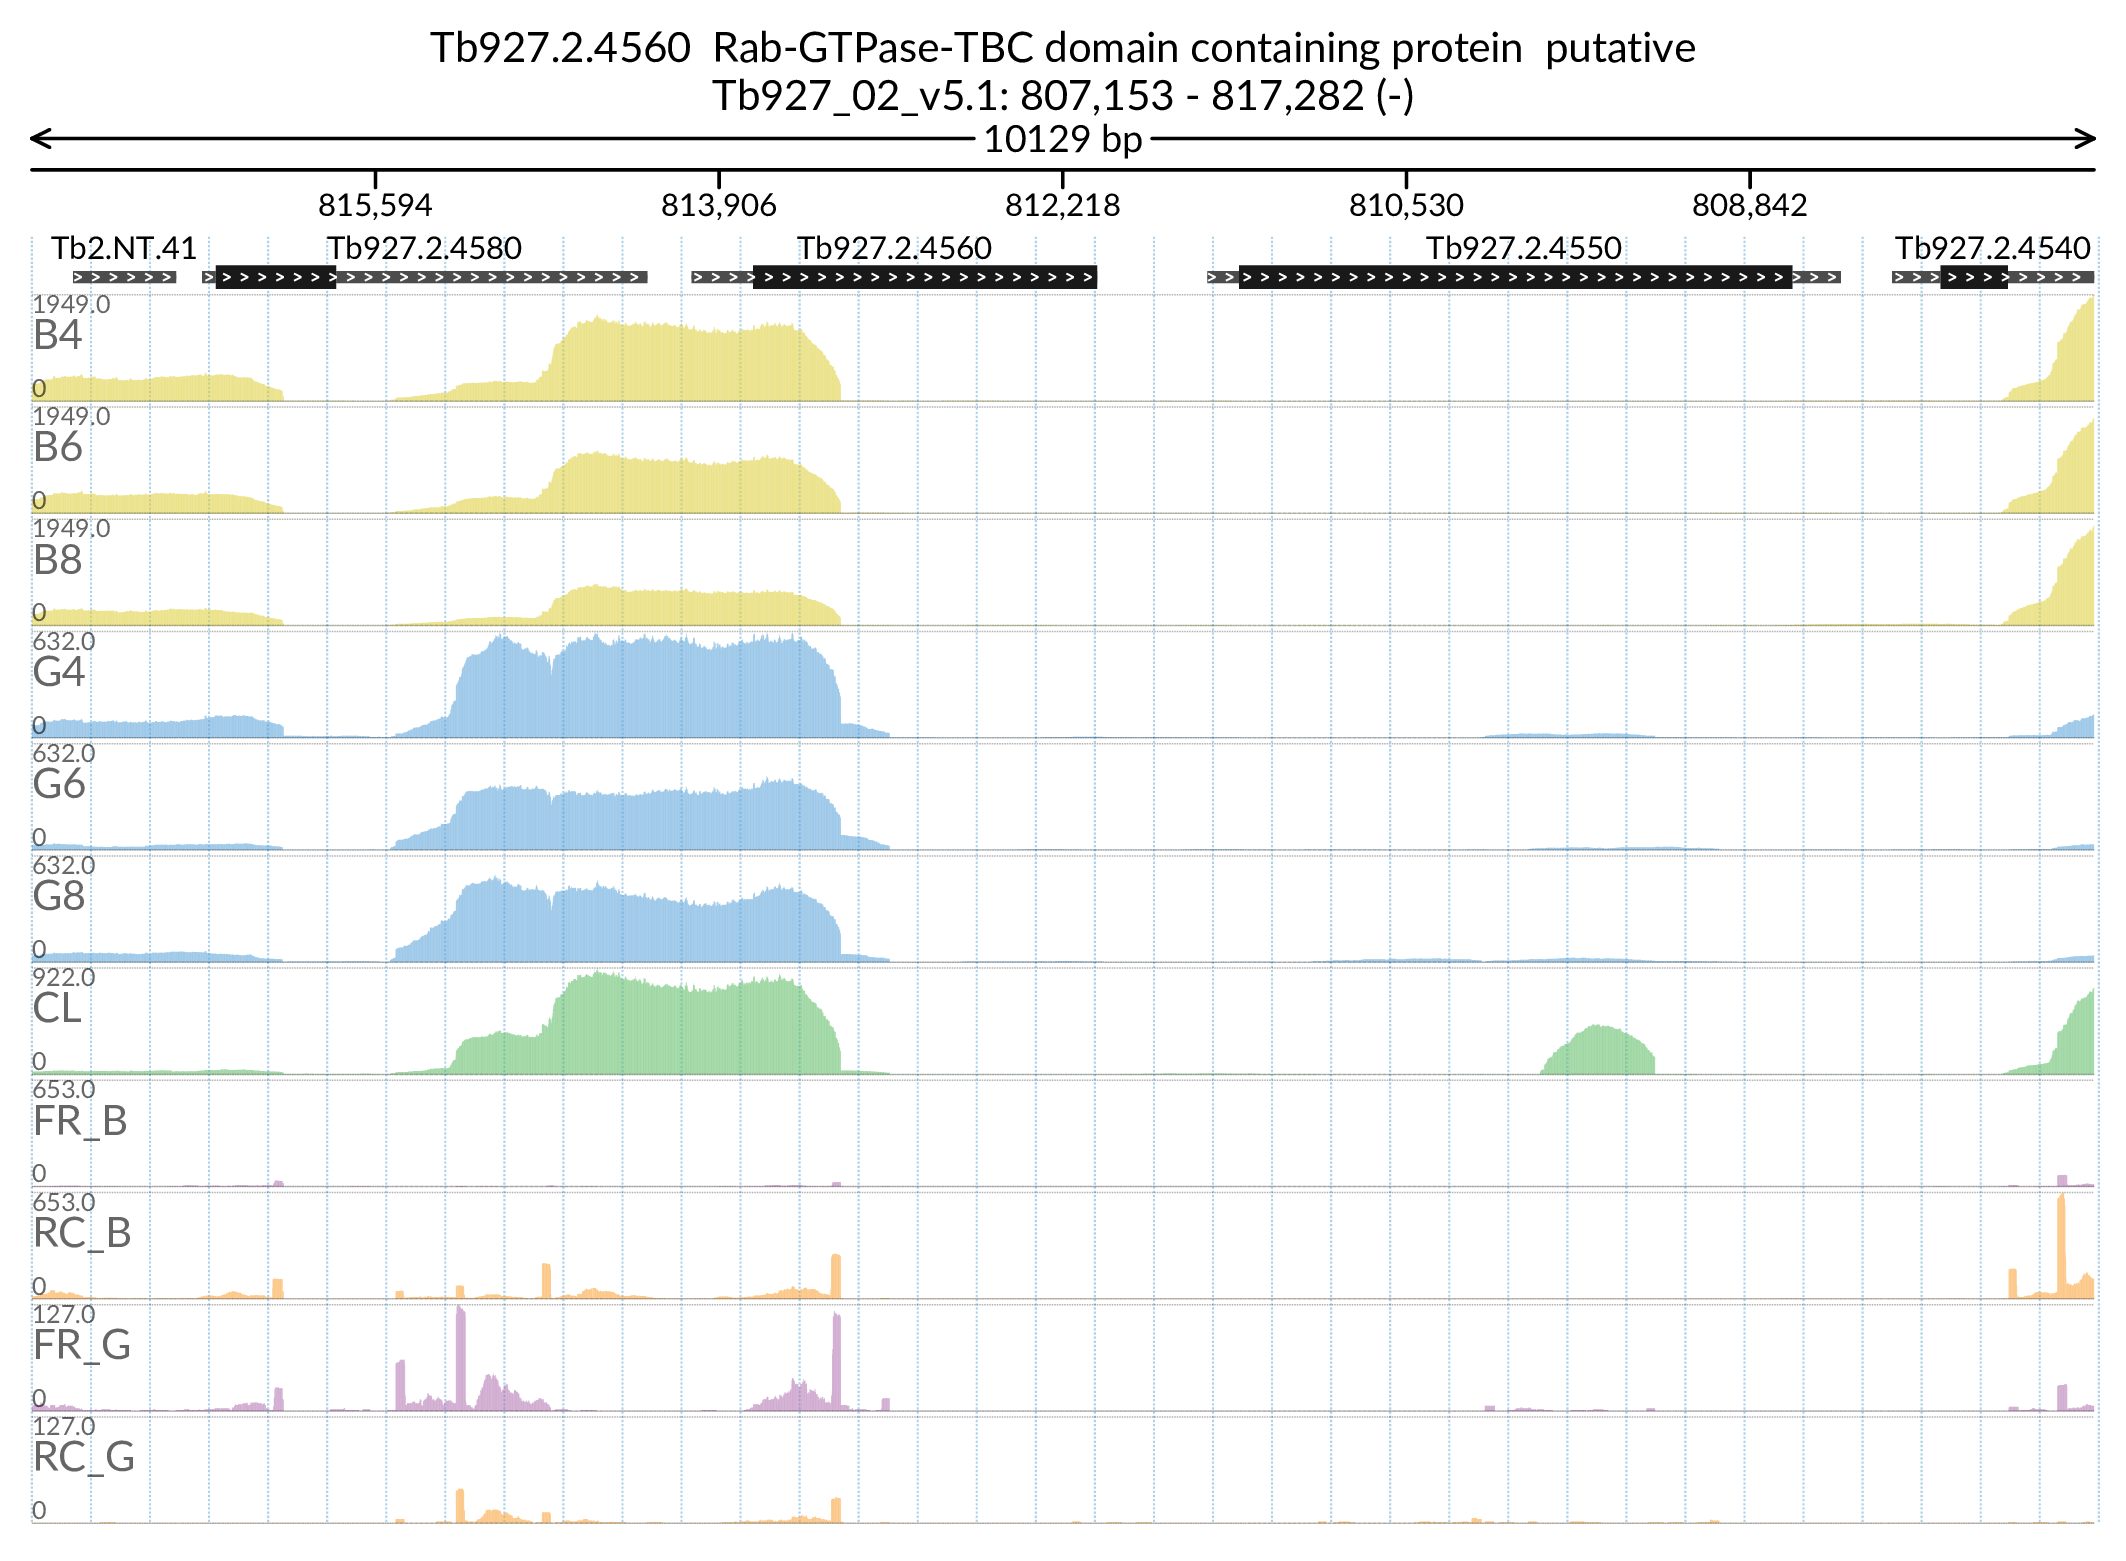 Tb927.2.4560  Rab-GTPase-TBC domain containing protein  putative
Tb927_02_v5.1: 807,153 - 817,282 (-)
10129 bp
815,594 813,906 812,218 810,530 808,842
Tb2.NT.41 Tb927.2.4580 Tb927.2.4560 Tb927.2.4550 Tb927.2.4540
1949.0
B4
0
1949.0
B6
0
1949.0
B8
0
632.0
G4
0
632.0
G6
0
632.0
G8
0
922.0
CL
0
653.0
FR_B
0
653.0
RC_B
0
127.0
FR_G
0
127.0
RC_G
0